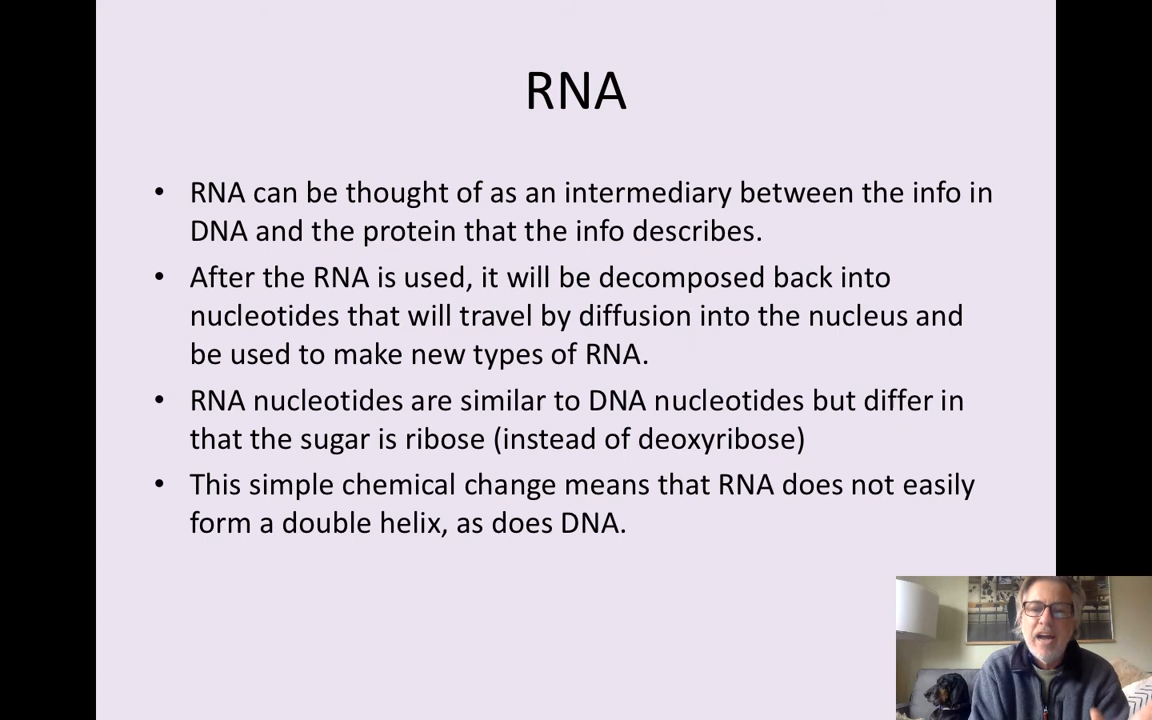 RNA
• RNA can be thought of as an intermediary between the info in
DNA and the protein that the info describes.
• After the RNA is used, it will be decomposed back into
nucleotides that will travel by diffusion into the nucleus and
be used to make new types of RNA.
• RNA nucleotides are similar to DNA nucleotides but differ in
that the sugar is ribose (instead of deoxyribose)
• This simple chemical change means that RNA does not easily
form a double helix, as does DNA.